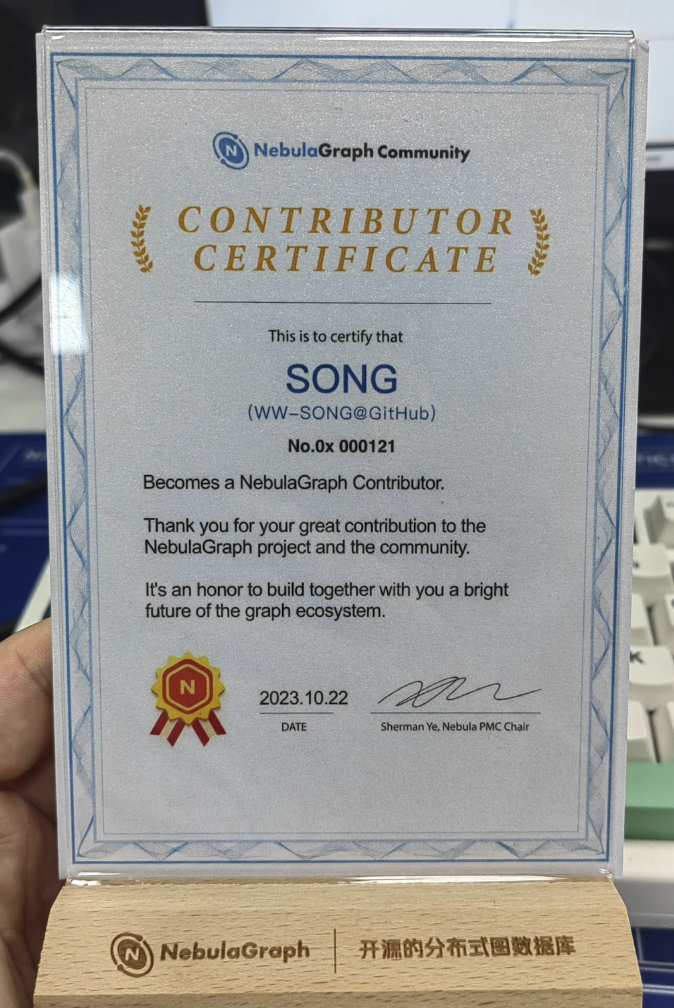 NebulaGraph Community
CONTRIBUTOR
CERTIFICATE
This is to certify that
SONG
(WW-SONG@GitHub)
No.0x 000121
Becomes a NebulaGraph Contributor.
Thank you for your great contribution to the
NebulaGraph project and the community.
It's an honor to build together with you a bright
future of the graph ecosystem.
N
2023.10.22
DATE
Sherman Ye, Nebula PMC Chair
NebulaGraph | 开源的分布式图数据库